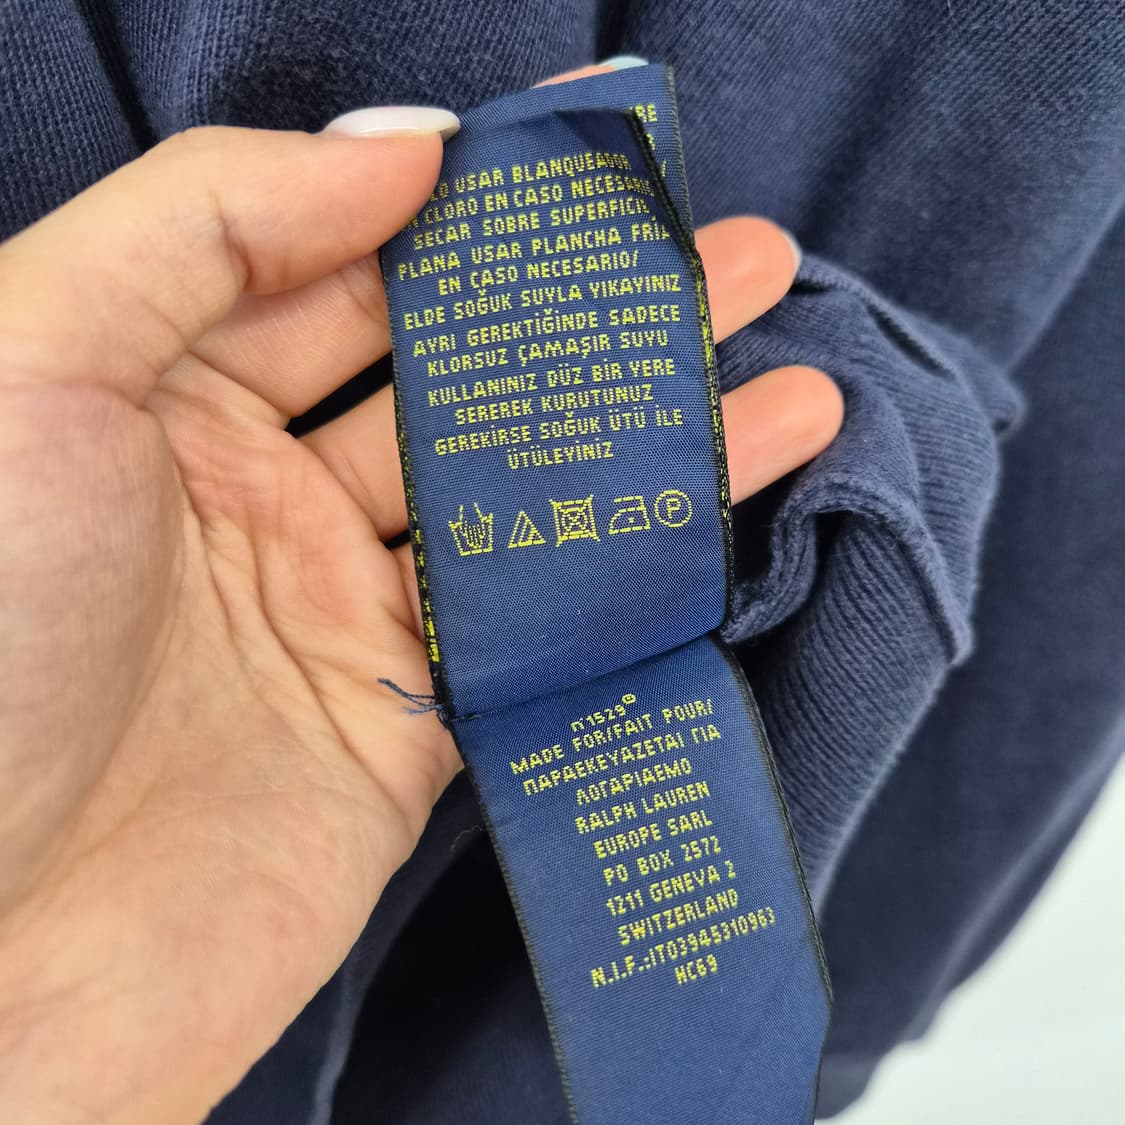 USAR BLANQUEADOR
CLORO EN CASO NECESARIO
SECAR SOBRE SUPERFICIE
PLANA USAR PLANCHA FRÍA
EN CASO NECESARIO/
ELDE SOĞUK SUYLA YIKAYINIZ
AYRI GEREKTİĞİNDE SADECE
KLORSUZ ÇAMAŞIR SUYU
KULLANINIZ DÜZ BİR YERE
SEREREK KURUTUNUZ
GEREKİRSE SOĞUK ÜTÜ İLE
ÜTÜLEYİNİZ
P
MADE FOR/FAIT POUR/
ΠΑΡΑΣΚΕΥΑΖΕΤΑΙ ΓΙΑ
ΛΟΓΑΡΙΑΣΜΟ
RALPH LAUREN
EUROPE SARL
PO BOX 2572
1211 GENEVA 2
SWITZERLAND
N.I.F.:IT03945310963
HC69